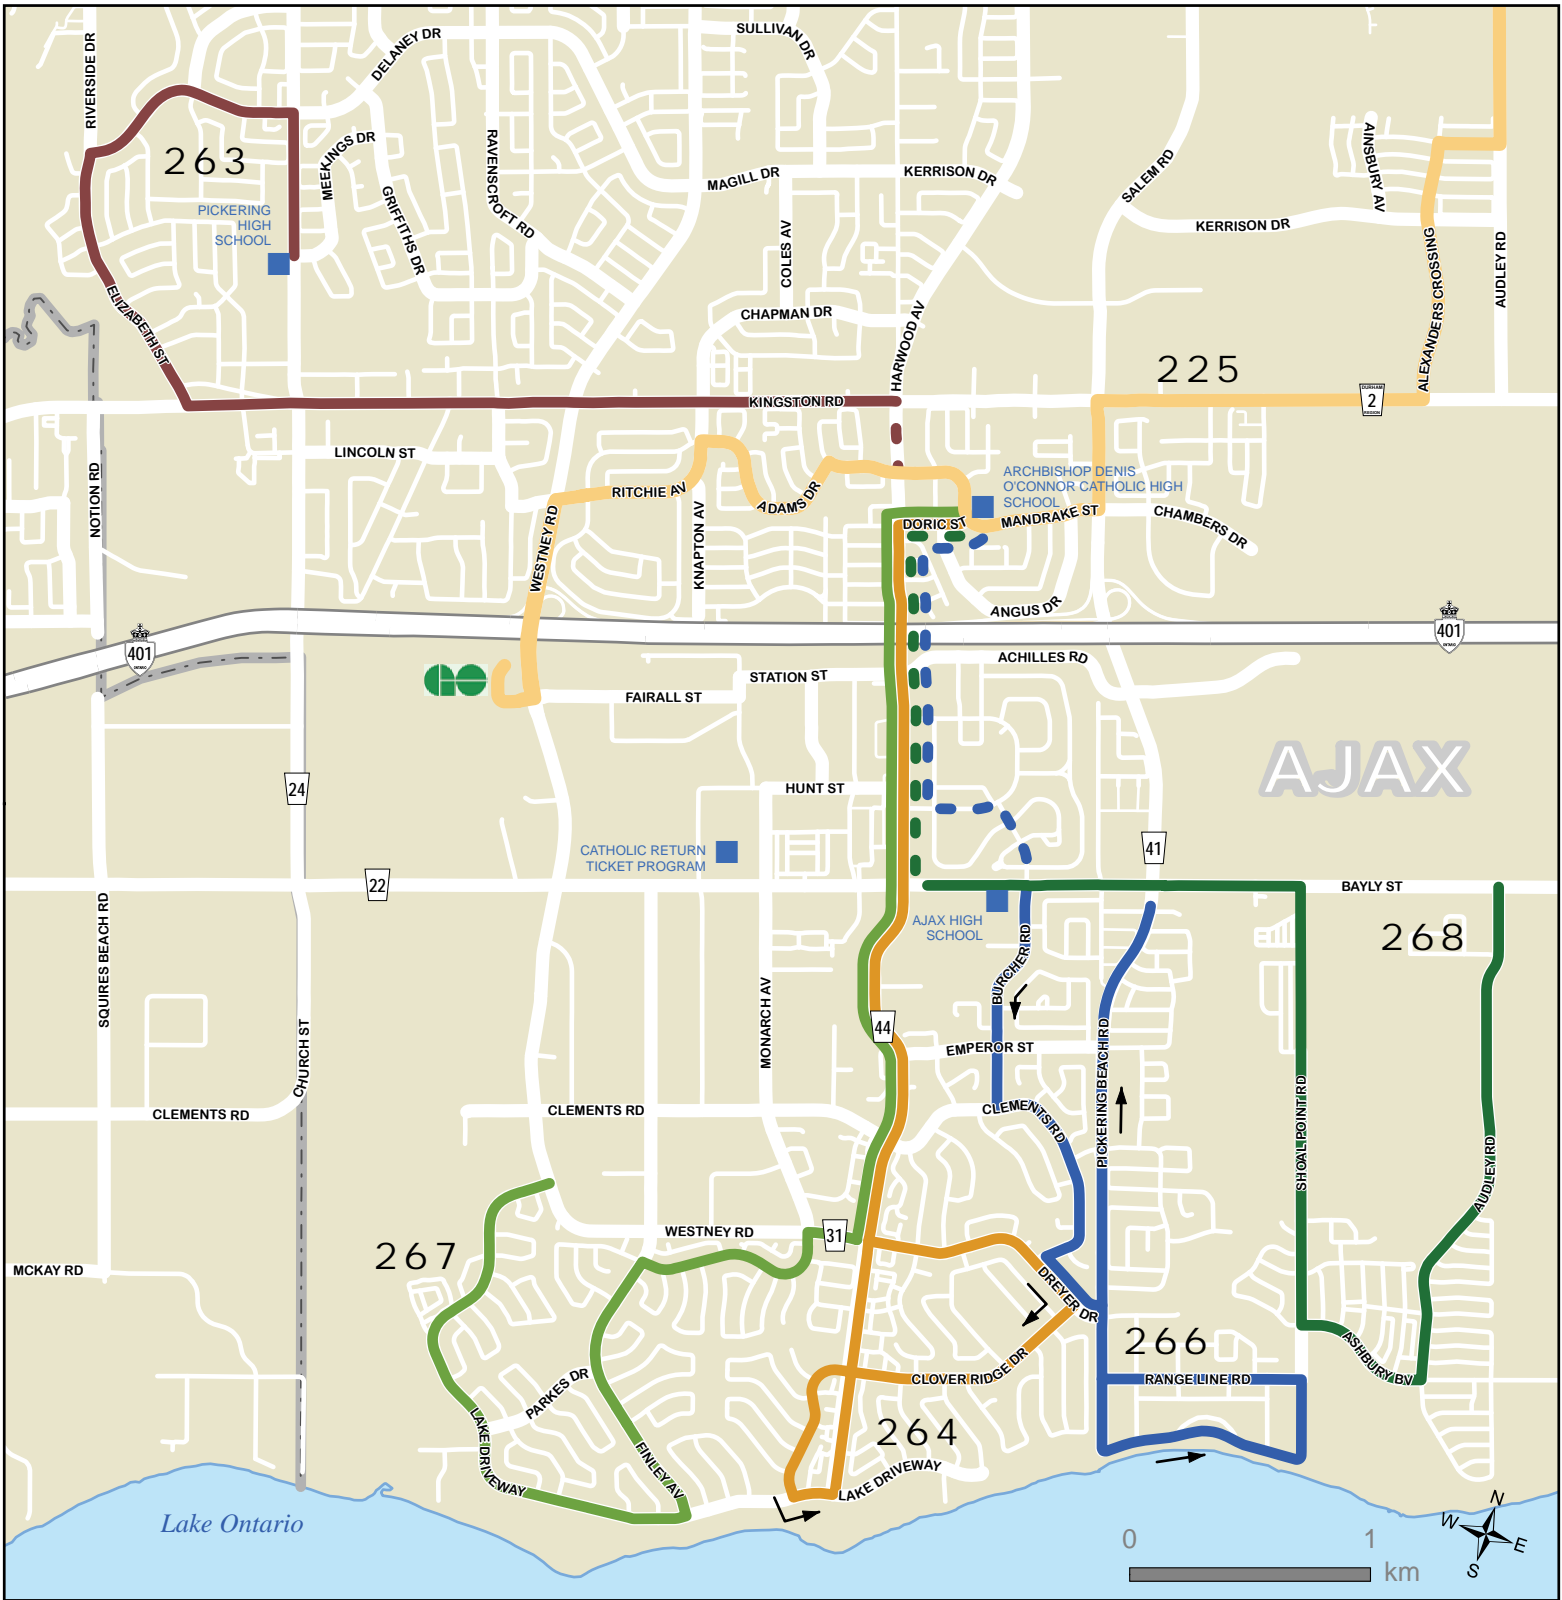 SULLIVAN DR
DELANEY DR
RIVERSIDE DR
MEEKINGS DR
RAVENSCROFT RD
AINSBURY AV
263
MAGILL DR
KERRISON DR
SALEM RD
GRIFFITHS DR
PICKERING
HIGH
SCHOOL
COLES AV
KERRISON DR
AUDLEY RD
ALEXANDERS CROSSING
ELIZABETH ST
CHAPMAN DR
HARWOOD AV
225
KINGSTON RD
DURHAM
2
REGION
LINCOLN ST
NOTION RD
RITCHIE AV
ADAMS DR
ARCHBISHOP DENIS
O'CONNOR CATHOLIC HIGH
SCHOOL
DORIC ST
MANDRAKE ST
CHAMBERS DR
WESTNEY RD
KNAPTON AV
ANGUS DR
401
ONTARIO
401
ONTARIO
ACHILLES RD
STATION ST
GO
FAIRALL ST
AJAX
24
HUNT ST
CATHOLIC RETURN
TICKET PROGRAM
41
22
BAYLY ST
AJAX HIGH
SCHOOL
268
SQUIRES BEACH RD
BURCHER RD
MONARCH AV
44
EMPEROR ST
CHURCH ST
PICKERING BEACH RD
SHOAL POINT RD
AUDLEY RD
CLEMENTS RD
CLEMENTS RD
CLEMENTS RD
WESTNEY RD
31
267
MCKAY RD
DREYER DR
266
ASHBURY BV
CLOVER RIDGE DR
RANGE LINE RD
PARKES DR
264
LAKE DRIVEWAY
FINLEY AV
LAKE DRIVEWAY
Lake Ontario
N
W
E
S
0
1
km